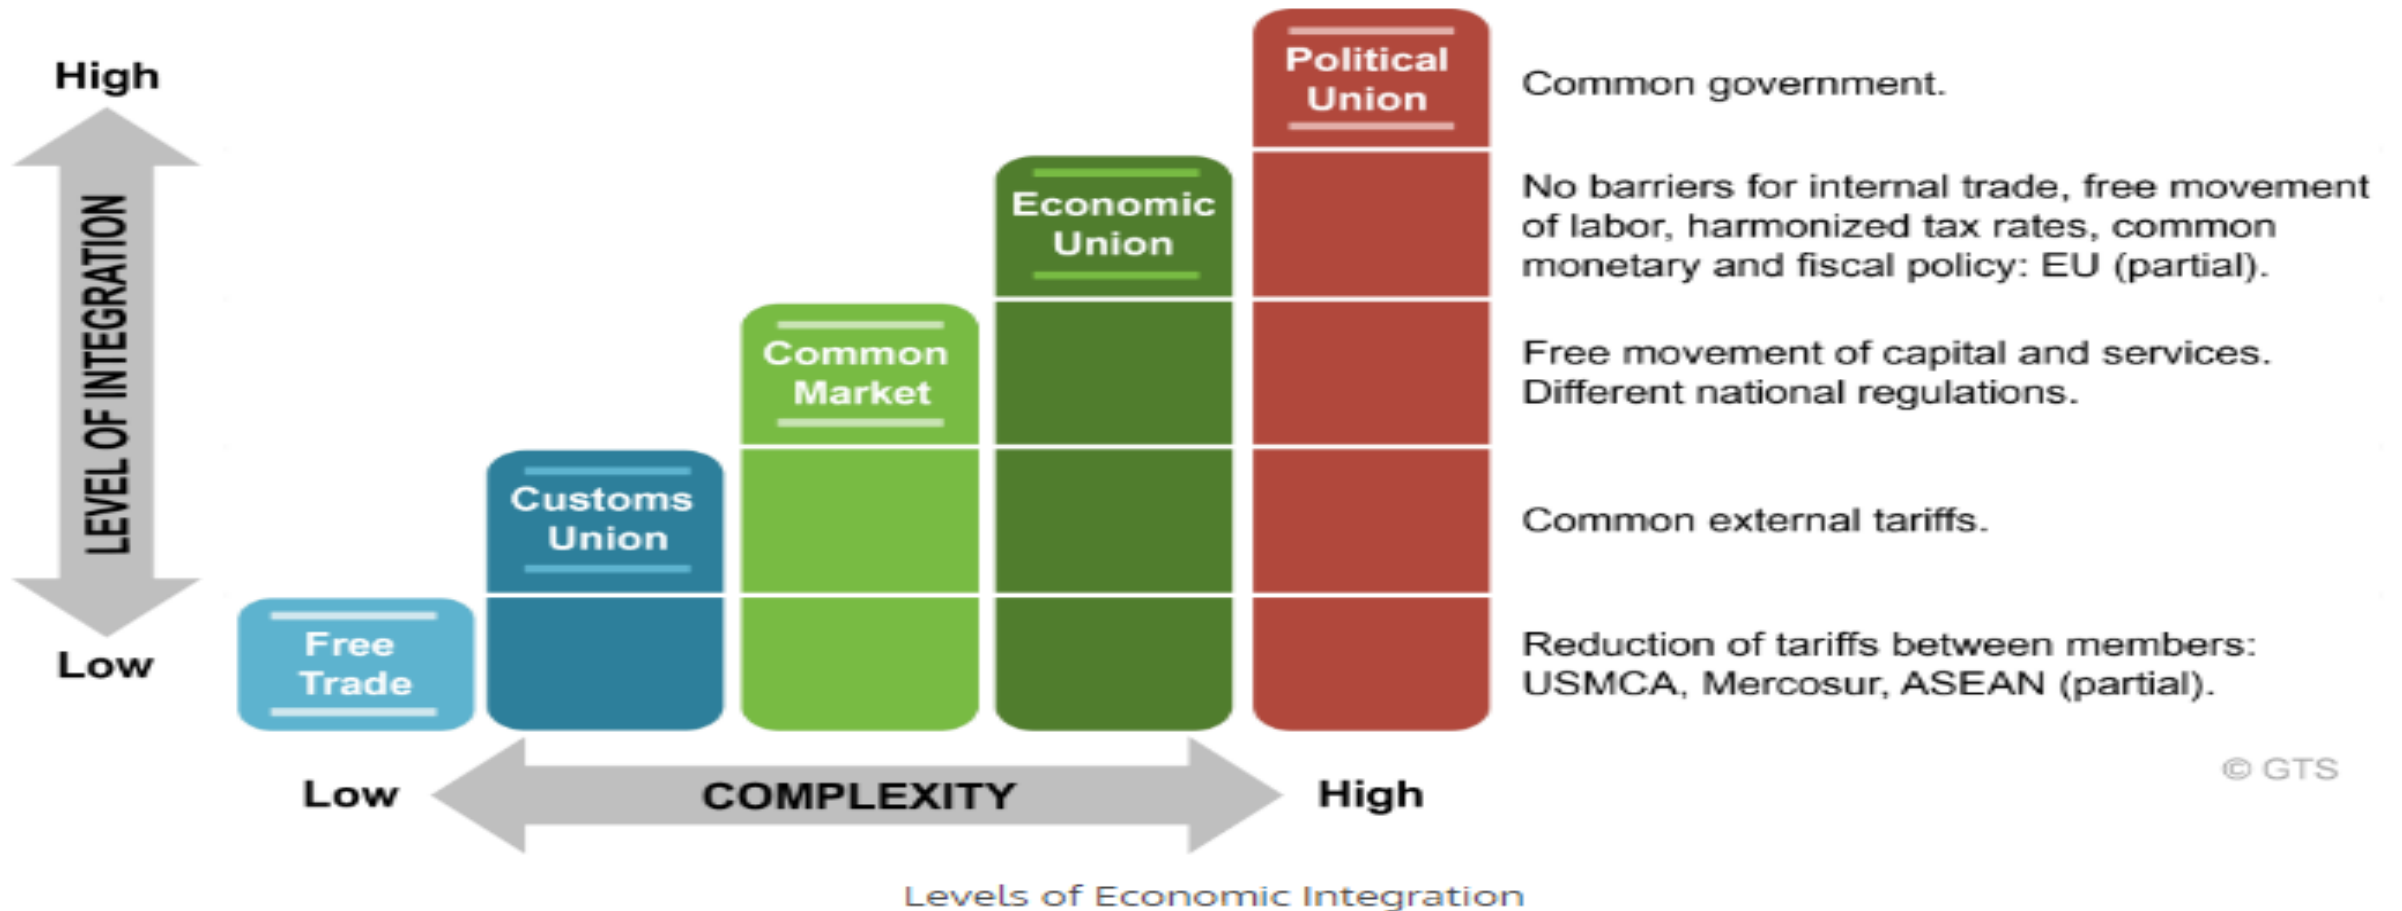 High
LEVEL OF INTEGRATION
Low
Political
Union
Common government.
Economic
Union
No barriers for internal trade, free movement
of labor, harmonized tax rates, common
monetary and fiscal policy: EU (partial).
Common
Market
Free movement of capital and services.
Different national regulations.
Customs
Union
Common external tariffs.
Free
Trade
Reduction of tariffs between members:
USMCA, Mercosur, ASEAN (partial).
Low
COMPLEXITY
High
© GTS
Levels of Economic Integration